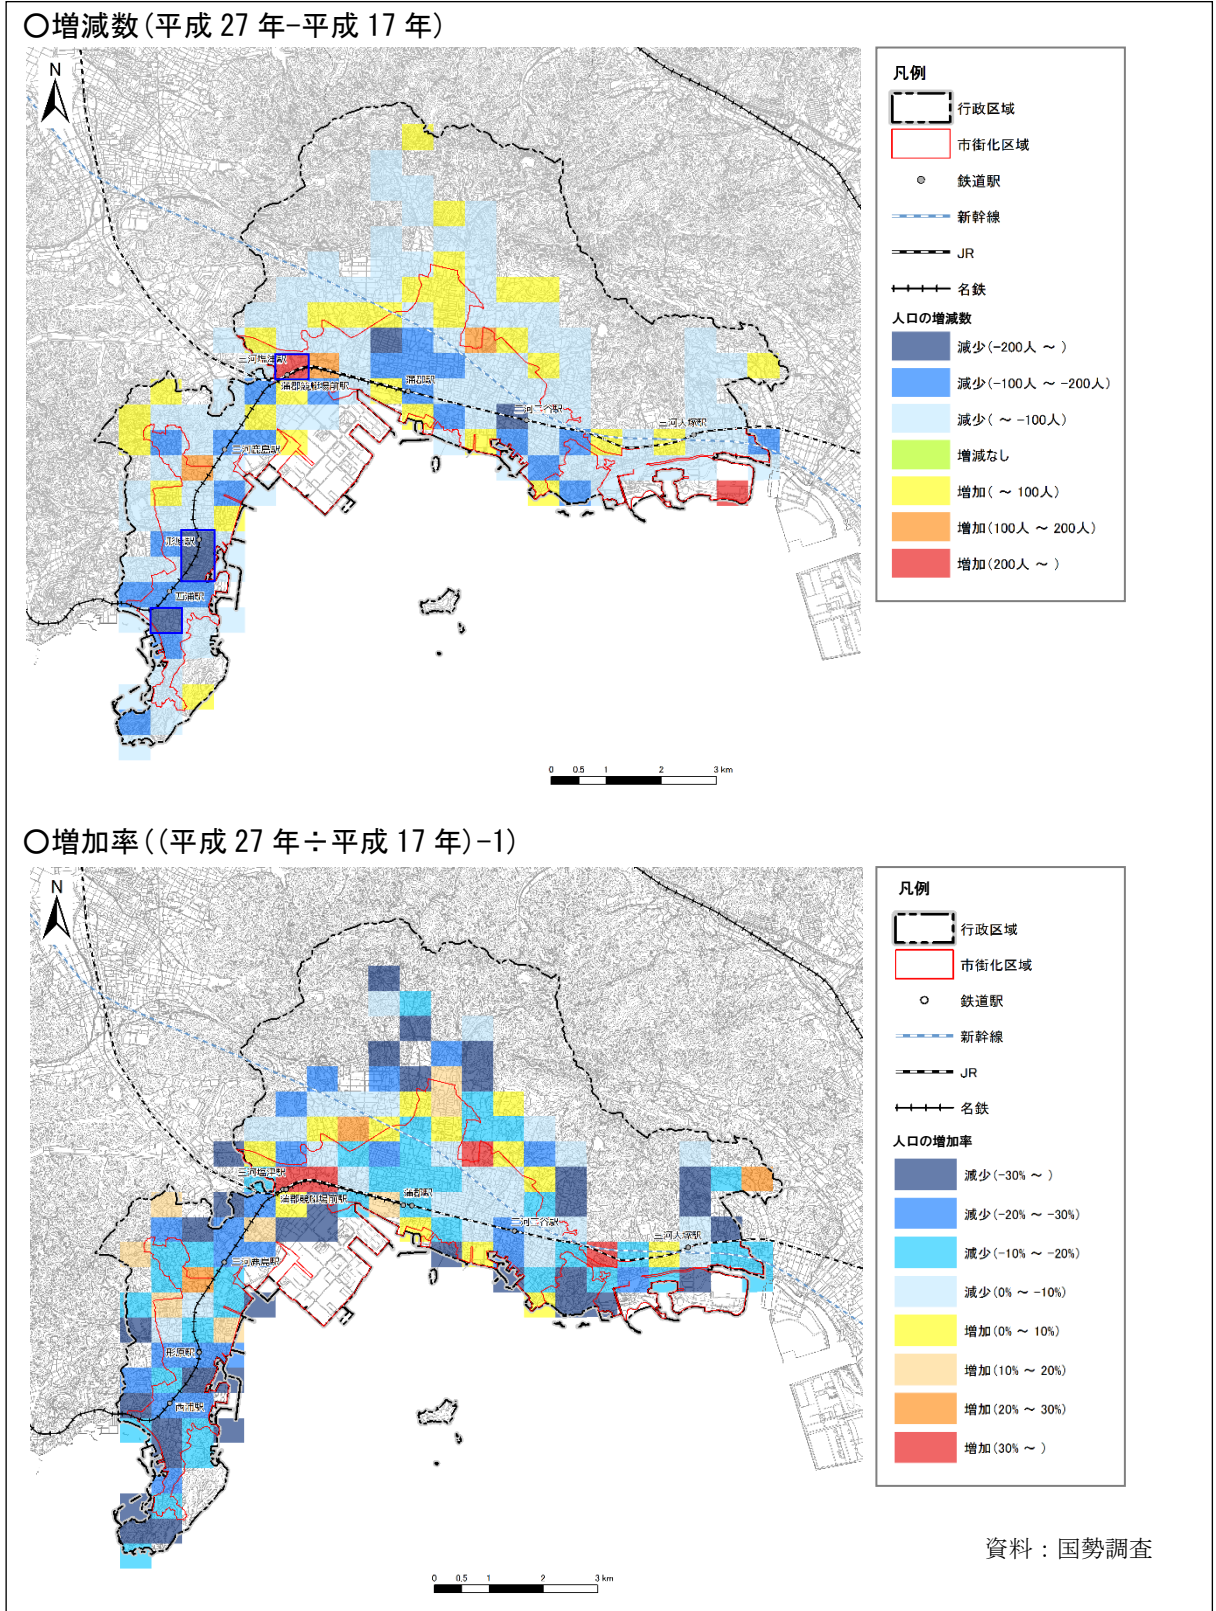 〇増減数(平成 27 年-平成 17 年)
N
三河塩津駅
蒲郡競艇場前駅
蒲郡駅
三河三谷駅
三河大塚駅
三河鹿島駅
形原駅
西浦駅
0 0.5 1 2 3 km
凡例
行政区域
市街化区域
鉄道駅
新幹線
JR
名鉄
人口の増減数
減少(-200人 ~ )
減少(-100人 ~ -200人)
減少( ~ -100人)
増減なし
増加( ~ 100人)
増加(100人 ~ 200人)
増加(200人 ~ )
〇増加率((平成 27 年÷平成 17 年)-1)
N
三河塩津駅
蒲郡競艇場前駅
蒲郡駅
三河三谷駅
三河大塚駅
三河鹿島駅
形原駅
西浦駅
0 0.5 1 2 3 km
凡例
行政区域
市街化区域
鉄道駅
新幹線
JR
名鉄
人口の増加率
減少(-30% ~ )
減少(-20% ~ -30%)
減少(-10% ~ -20%)
減少(0% ~ -10%)
増加(0% ~ 10%)
増加(10% ~ 20%)
増加(20% ~ 30%)
増加(30% ~ )
資料：国勢調査